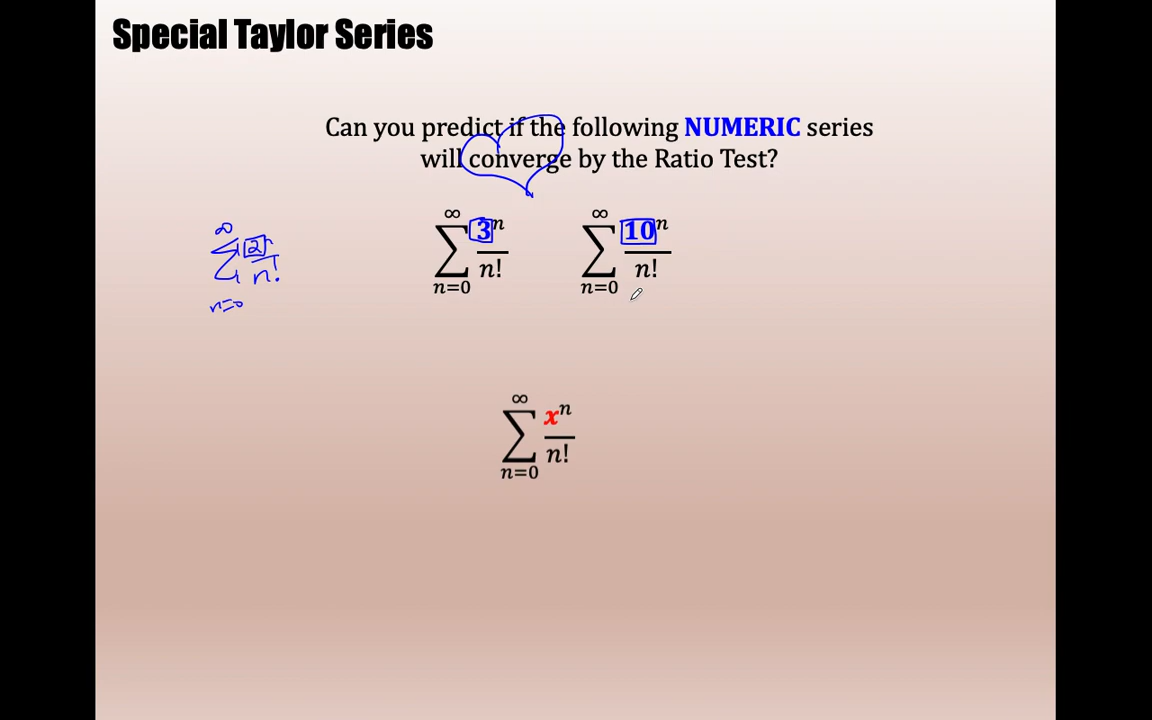 Special Taylor Series
Can you predict if the following NUMERIC series
will converge by the Ratio Test?
∞ ∑ n=0 2ⁿ/n!
∞ ∑ n=0 3ⁿ/n!
∞ ∑ n=0 10ⁿ/n!
∞ ∑ n=0 xⁿ/n!